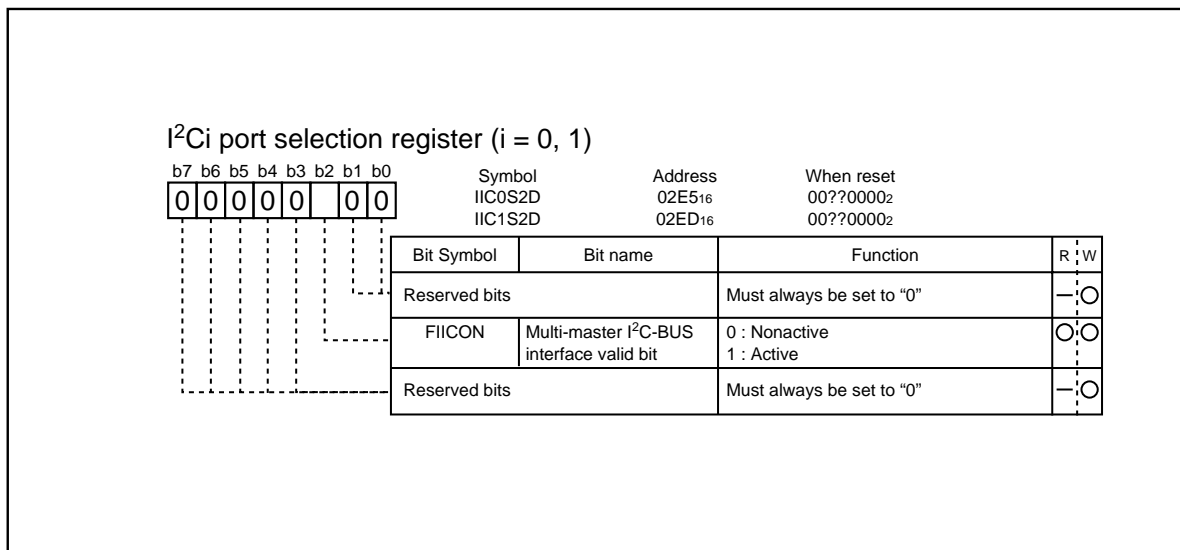 I²Ci port selection register (i = 0, 1)
b7 b6 b5 b4 b3 b2 b1 b0
0 0 0 0 0 0 0
Symbol Address When reset
IIC0S2D 02E5₁₆ 00??0000₂
IIC1S2D 02ED₁₆ 00??0000₂
Bit Symbol Bit name Function R W
Reserved bits Must always be set to “0” –
FIICON Multi-master I²C-BUS 0 : Nonactive
interface valid bit 1 : Active
Reserved bits Must always be set to “0” –